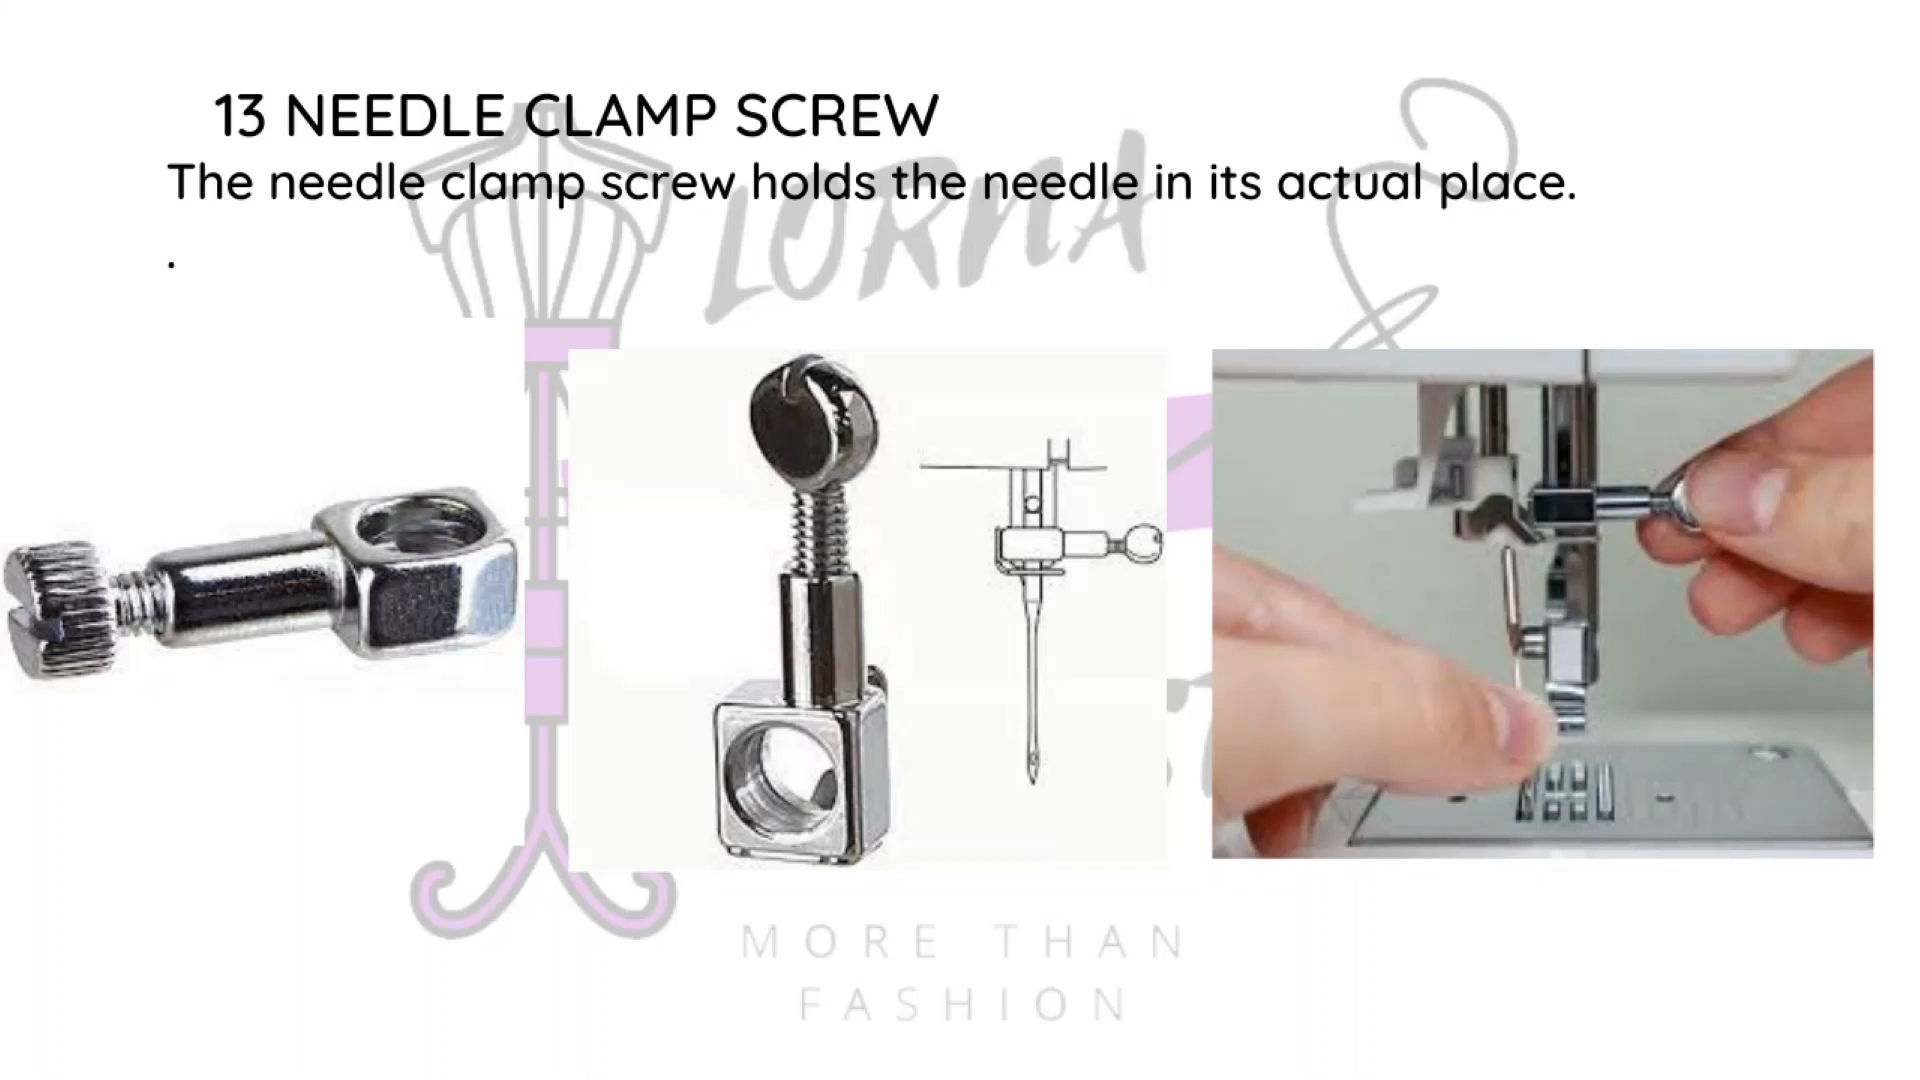 13 NEEDLE CLAMP SCREW
The needle clamp screw holds the needle in its actual place.
.
LORNA
MORE THAN
FASHION